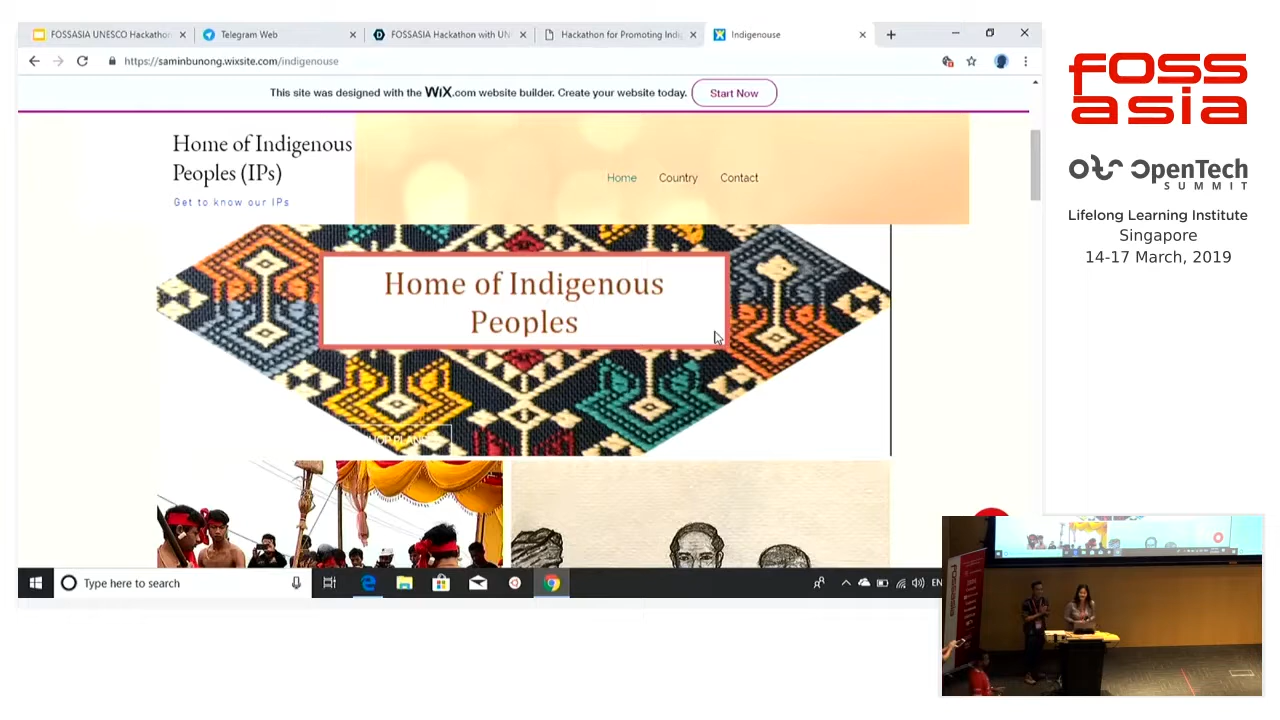 FOSSASIA UNESCO Hackathon
Telegram Web
FOSSASIA Hackathon with UN
Hackathon for Promoting Indig
Indigenouse
https://saminbunong.wixsite.com/indigenouse
This site was designed with the WiX.com website builder. Create your website today.
Start Now
Home of Indigenous
Peoples (IPs)
Get to know our IPs
Home
Country
Contact
Home of Indigenous
Peoples
Type here to search
EN
FOSS
asia
OpenTech
SUMMIT
Lifelong Learning Institute
Singapore
14-17 March, 2019